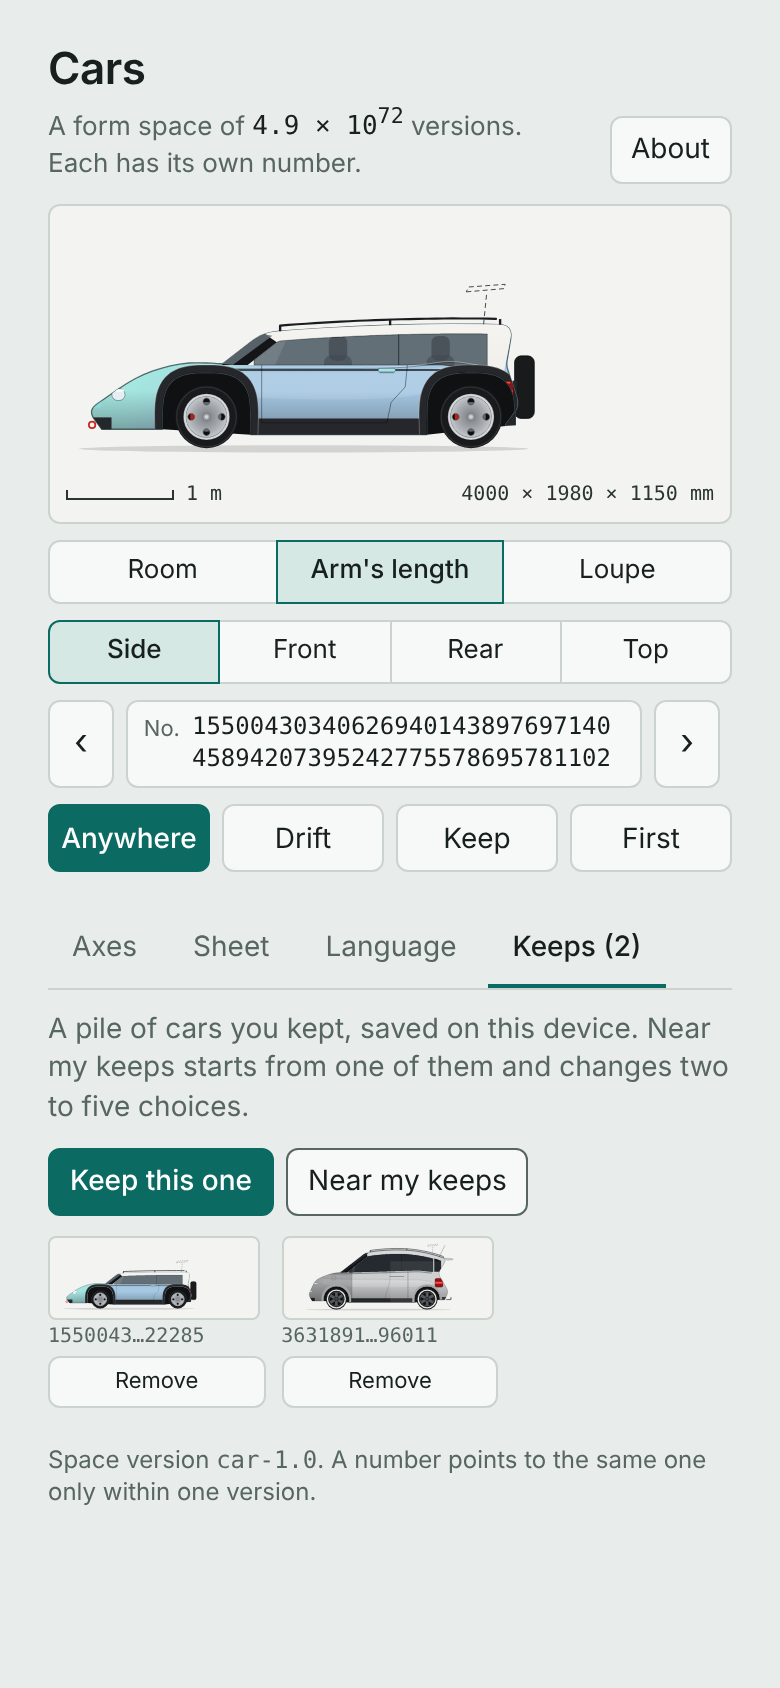 Cars
A form space of 4.9 × 10^72 versions.
Each has its own number.
About
1 m
4000 × 1980 × 1150 mm
Room
Arm's length
Loupe
Side
Front
Rear
Top
‹
No. 15500430340626940143897697140
45894207395242775578695781102
›
Anywhere
Drift
Keep
First
Axes
Sheet
Language
Keeps (2)
A pile of cars you kept, saved on this device. Near
my keeps starts from one of them and changes two
to five choices.
Keep this one
Near my keeps
1550043…22285
3631891…96011
Remove
Remove
Space version car-1.0. A number points to the same one
only within one version.